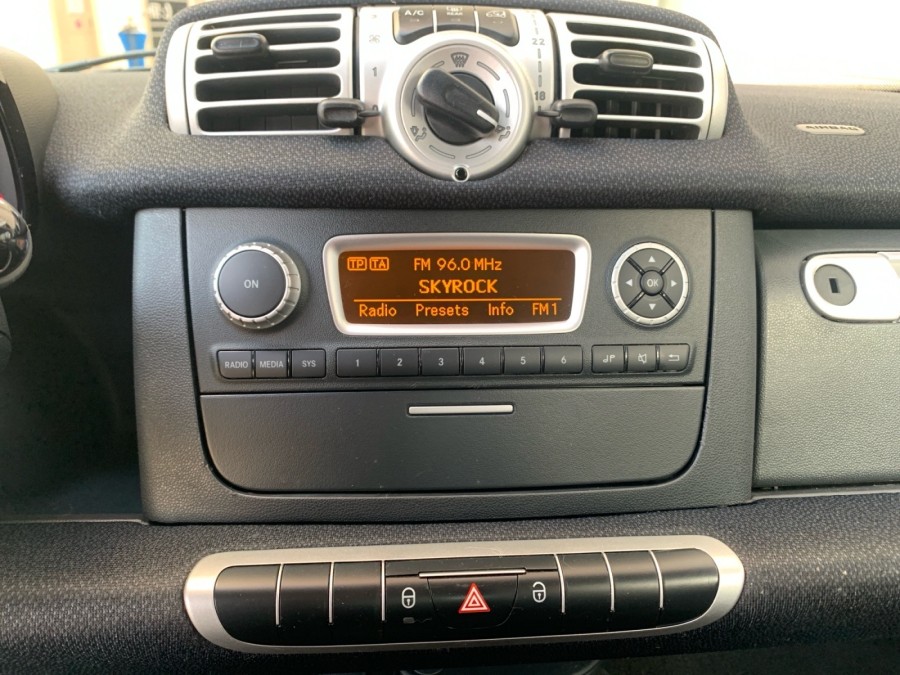 A/C REAR
22
1
18
AIRBAG
ON
TP TA FM 96.0 MHz
SKYROCK
Radio Presets Info FM1
OK
RADIO MEDIA SYS 1 2 3 4 5 6